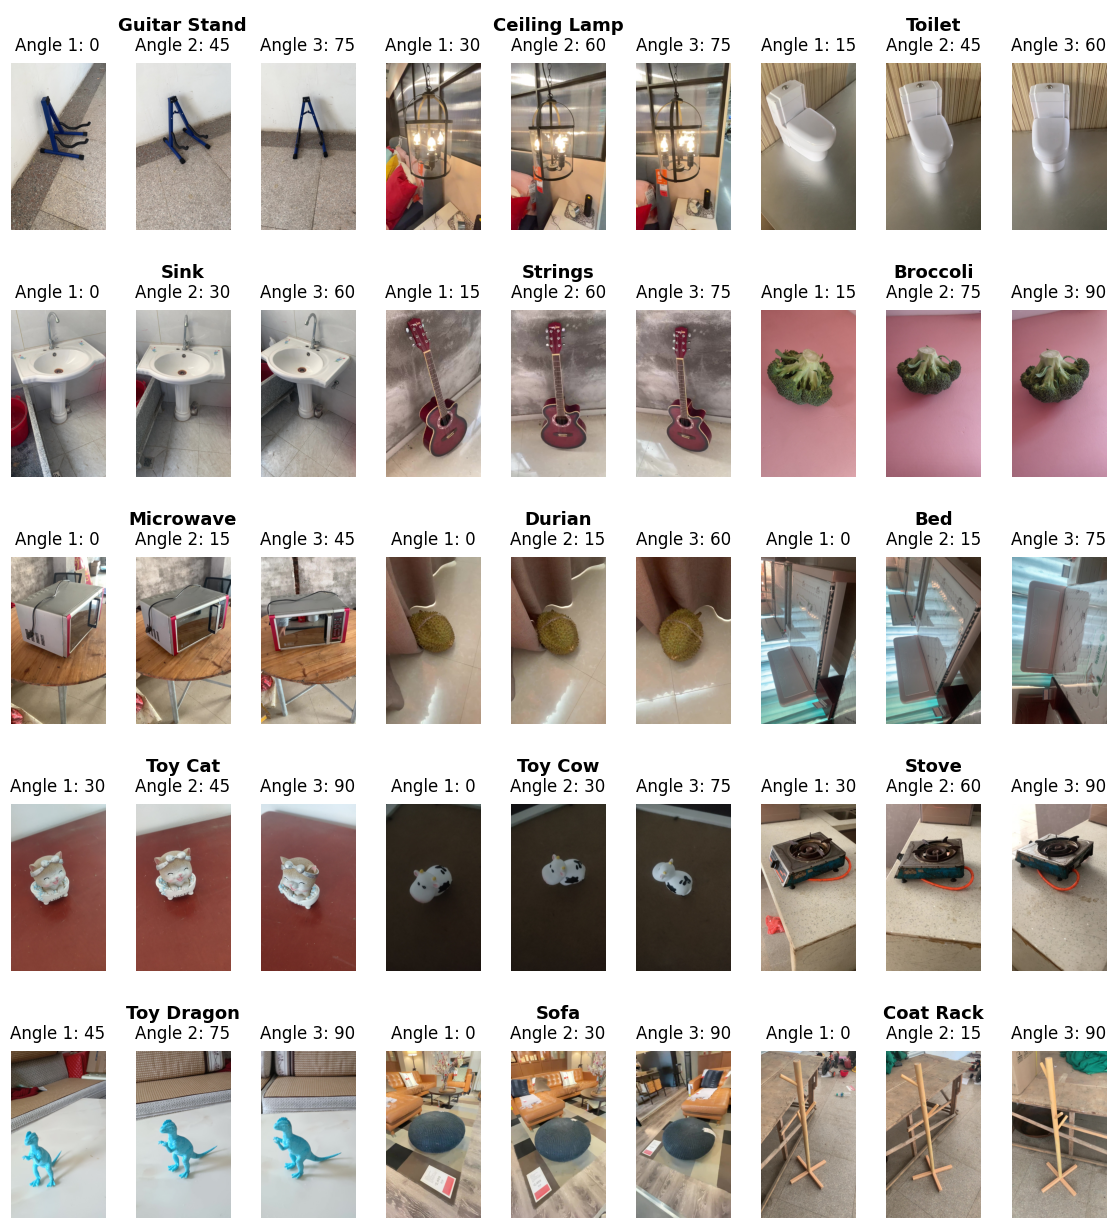 Guitar Stand
Angle 1: 0
Angle 2: 45
Angle 3: 75
Ceiling Lamp
Angle 1: 30
Angle 2: 60
Angle 3: 75
Toilet
Angle 1: 15
Angle 2: 45
Angle 3: 60
Sink
Angle 1: 0
Angle 2: 30
Angle 3: 60
Strings
Angle 1: 15
Angle 2: 60
Angle 3: 75
Broccoli
Angle 1: 15
Angle 2: 75
Angle 3: 90
Microwave
Angle 1: 0
Angle 2: 15
Angle 3: 45
Durian
Angle 1: 0
Angle 2: 15
Angle 3: 60
Bed
Angle 1: 0
Angle 2: 15
Angle 3: 75
Toy Cat
Angle 1: 30
Angle 2: 45
Angle 3: 90
Toy Cow
Angle 1: 0
Angle 2: 30
Angle 3: 75
Stove
Angle 1: 30
Angle 2: 60
Angle 3: 90
Toy Dragon
Angle 1: 45
Angle 2: 75
Angle 3: 90
Sofa
Angle 1: 0
Angle 2: 30
Angle 3: 90
Coat Rack
Angle 1: 0
Angle 2: 15
Angle 3: 90